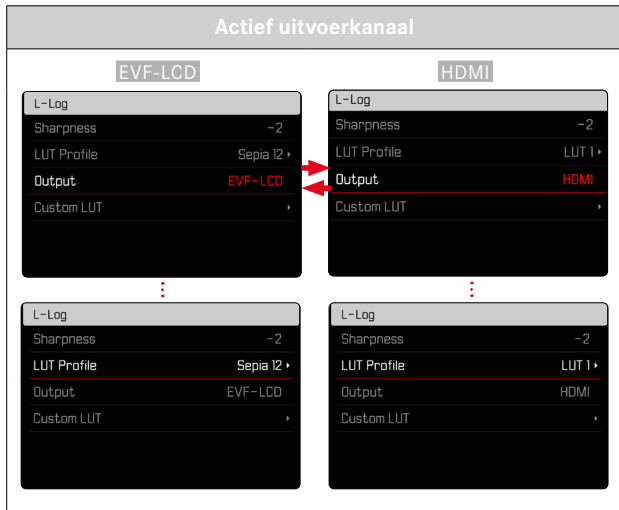 Actief uitvoerkanaal
EVF-LCD
L-Log
Sharpness -2
LUT Profile Sepia 12
Output EVF-LCD
Custom LUT
HDMI
L-Log
Sharpness -2
LUT Profile LUT 1
Output HDMI
Custom LUT
L-Log
Sharpness -2
LUT Profile Sepia 12
Output EVF-LCD
Custom LUT
L-Log
Sharpness -2
LUT Profile LUT 1
Output HDMI
Custom LUT